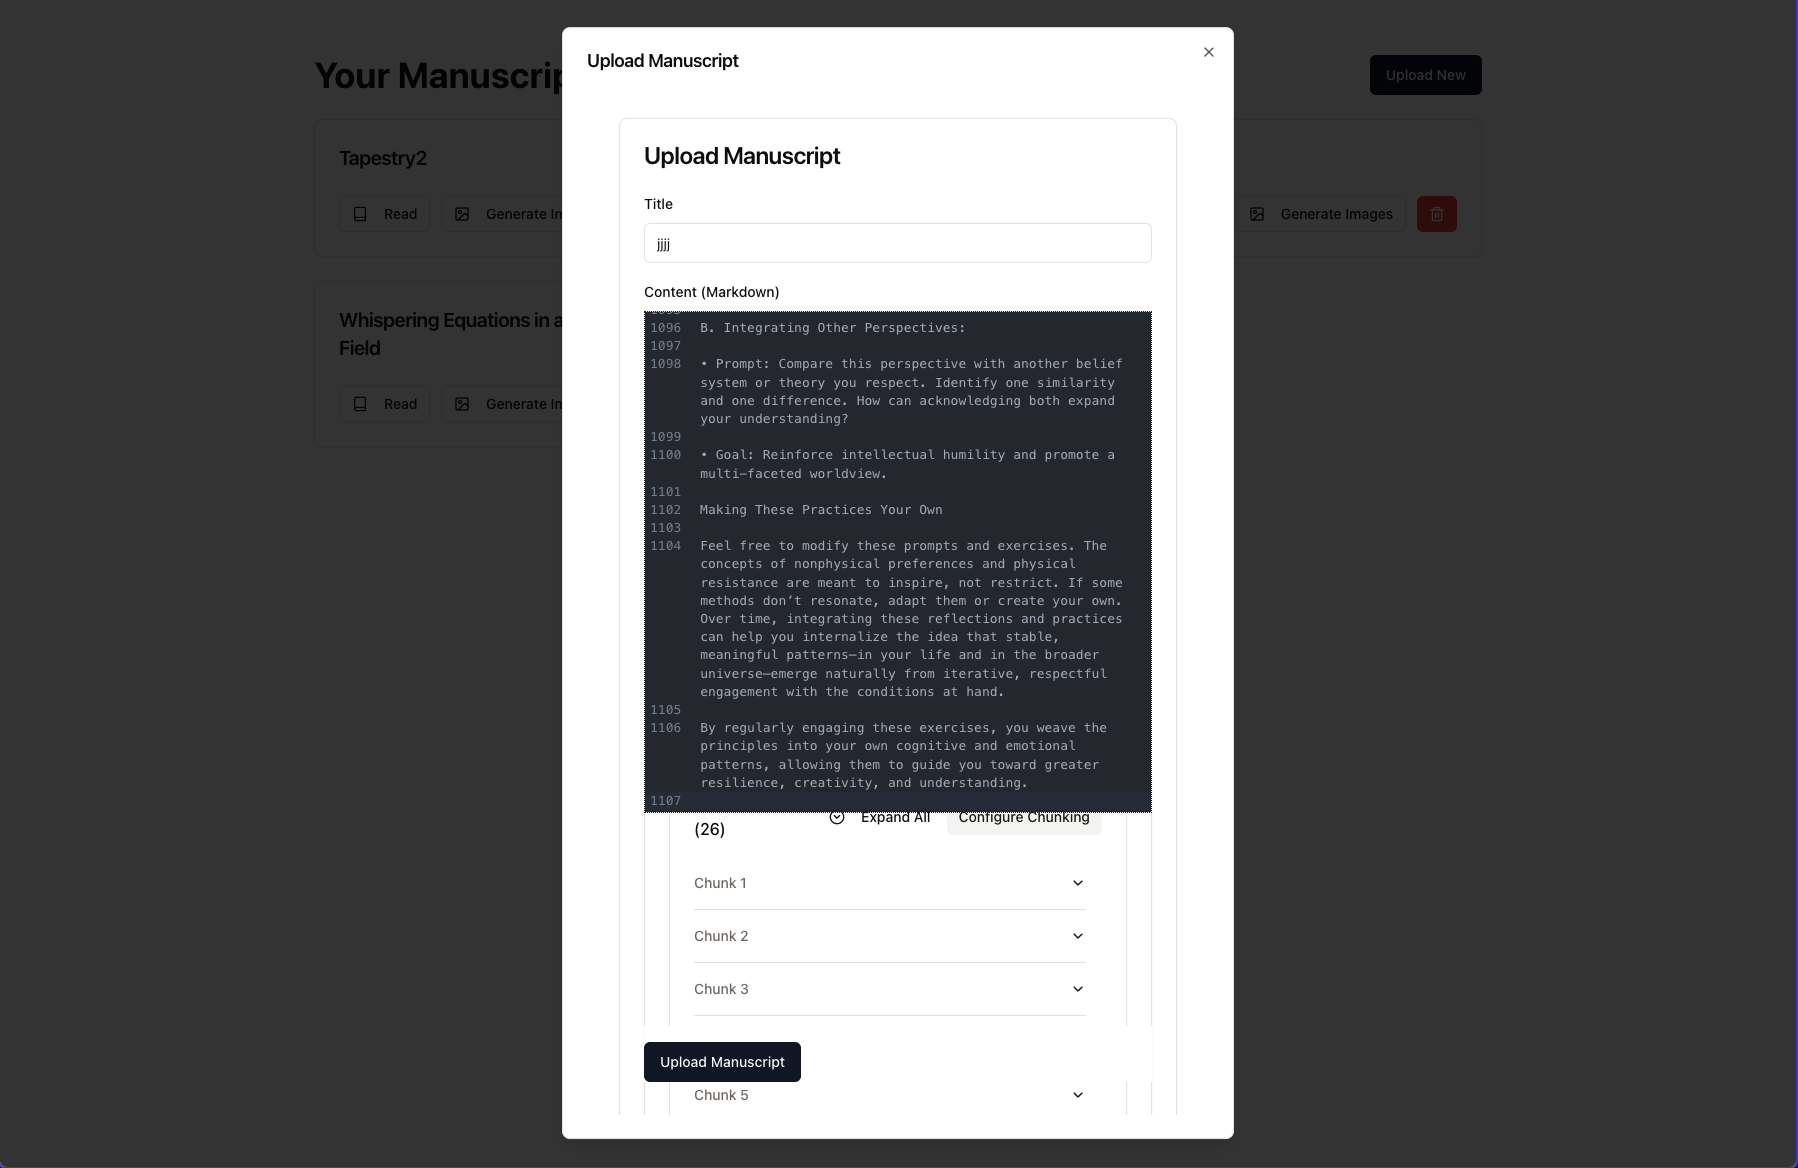 Your Manuscrip
Upload New
Tapestry2
Read
Generate Im
Generate Images
Whispering Equations in a
Field
Read
Generate Im
Upload Manuscript
Upload Manuscript
Title
jjjj
Content (Markdown)
1095
1096 B. Integrating Other Perspectives:
1097
1098 • Prompt: Compare this perspective with another belief
system or theory you respect. Identify one similarity
and one difference. How can acknowledging both expand
your understanding?
1099
1100 • Goal: Reinforce intellectual humility and promote a
multi-faceted worldview.
1101
1102 Making These Practices Your Own
1103
1104 Feel free to modify these prompts and exercises. The
concepts of nonphysical preferences and physical
resistance are meant to inspire, not restrict. If some
methods don’t resonate, adapt them or create your own.
Over time, integrating these reflections and practices
can help you internalize the idea that stable,
meaningful patterns—in your life and in the broader
universe—emerge naturally from iterative, respectful
engagement with the conditions at hand.
1105
1106 By regularly engaging these exercises, you weave the
principles into your own cognitive and emotional
patterns, allowing them to guide you toward greater
resilience, creativity, and understanding.
1107
(26)
Expand All
Configure Chunking
Chunk 1
Chunk 2
Chunk 3
Upload Manuscript
Chunk 5